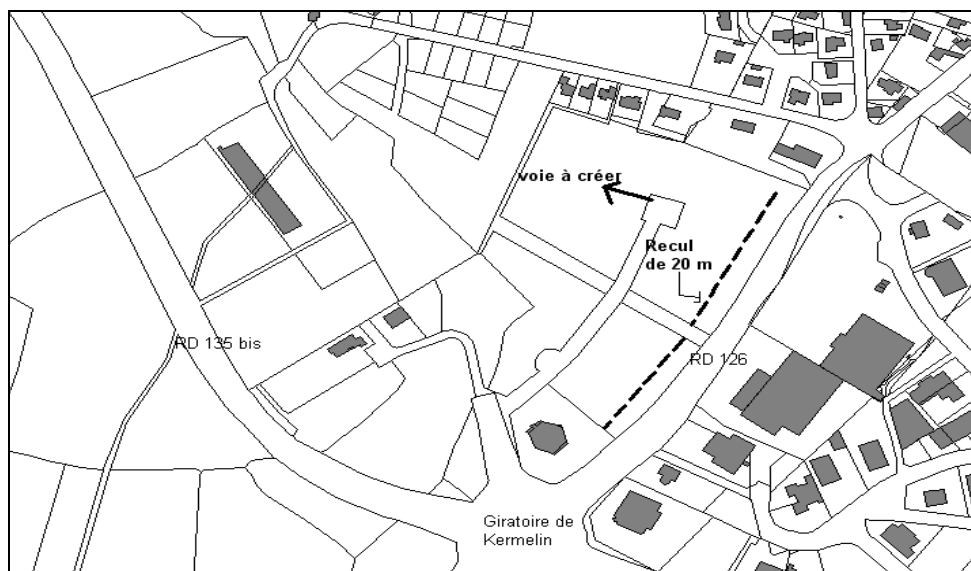 voie à créer
Recul
de 20 m
RD 135 bis
RD 126
Giratoire de
Kermelin